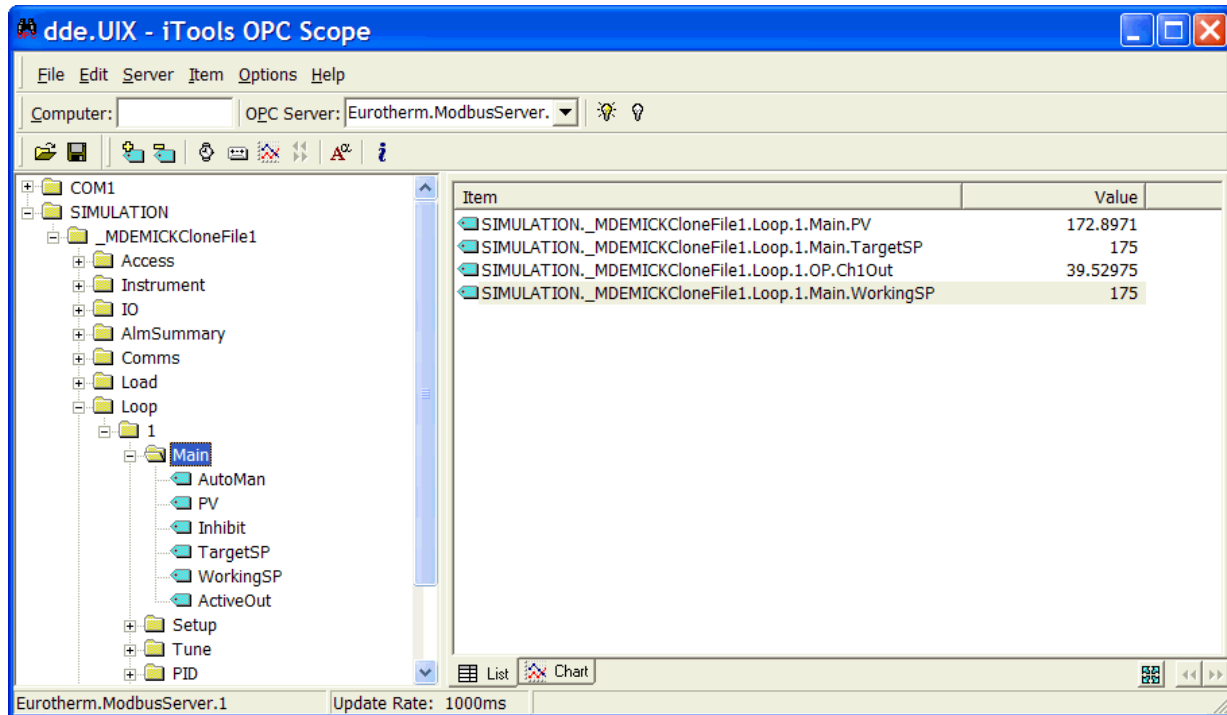 dde.UIX - iTools OPC Scope
File Edit Server Item Options Help
Computer: OPC Server: Eurotherm.ModbusServer.
Aα i
COM1
SIMULATION
_MDEMICKCloneFile1
Access
Instrument
IO
AlmSummary
Comms
Load
Loop
1
Main
AutoMan
PV
Inhibit
TargetSP
WorkingSP
ActiveOut
Setup
Tune
PID
Item Value
SIMULATION._MDEMICKCloneFile1.Loop.1.Main.PV 172.8971
SIMULATION._MDEMICKCloneFile1.Loop.1.Main.TargetSP 175
SIMULATION._MDEMICKCloneFile1.Loop.1.OP.Ch1Out 39.52975
SIMULATION._MDEMICKCloneFile1.Loop.1.Main.WorkingSP 175
List Chart
Eurotherm.ModbusServer.1 Update Rate: 1000ms